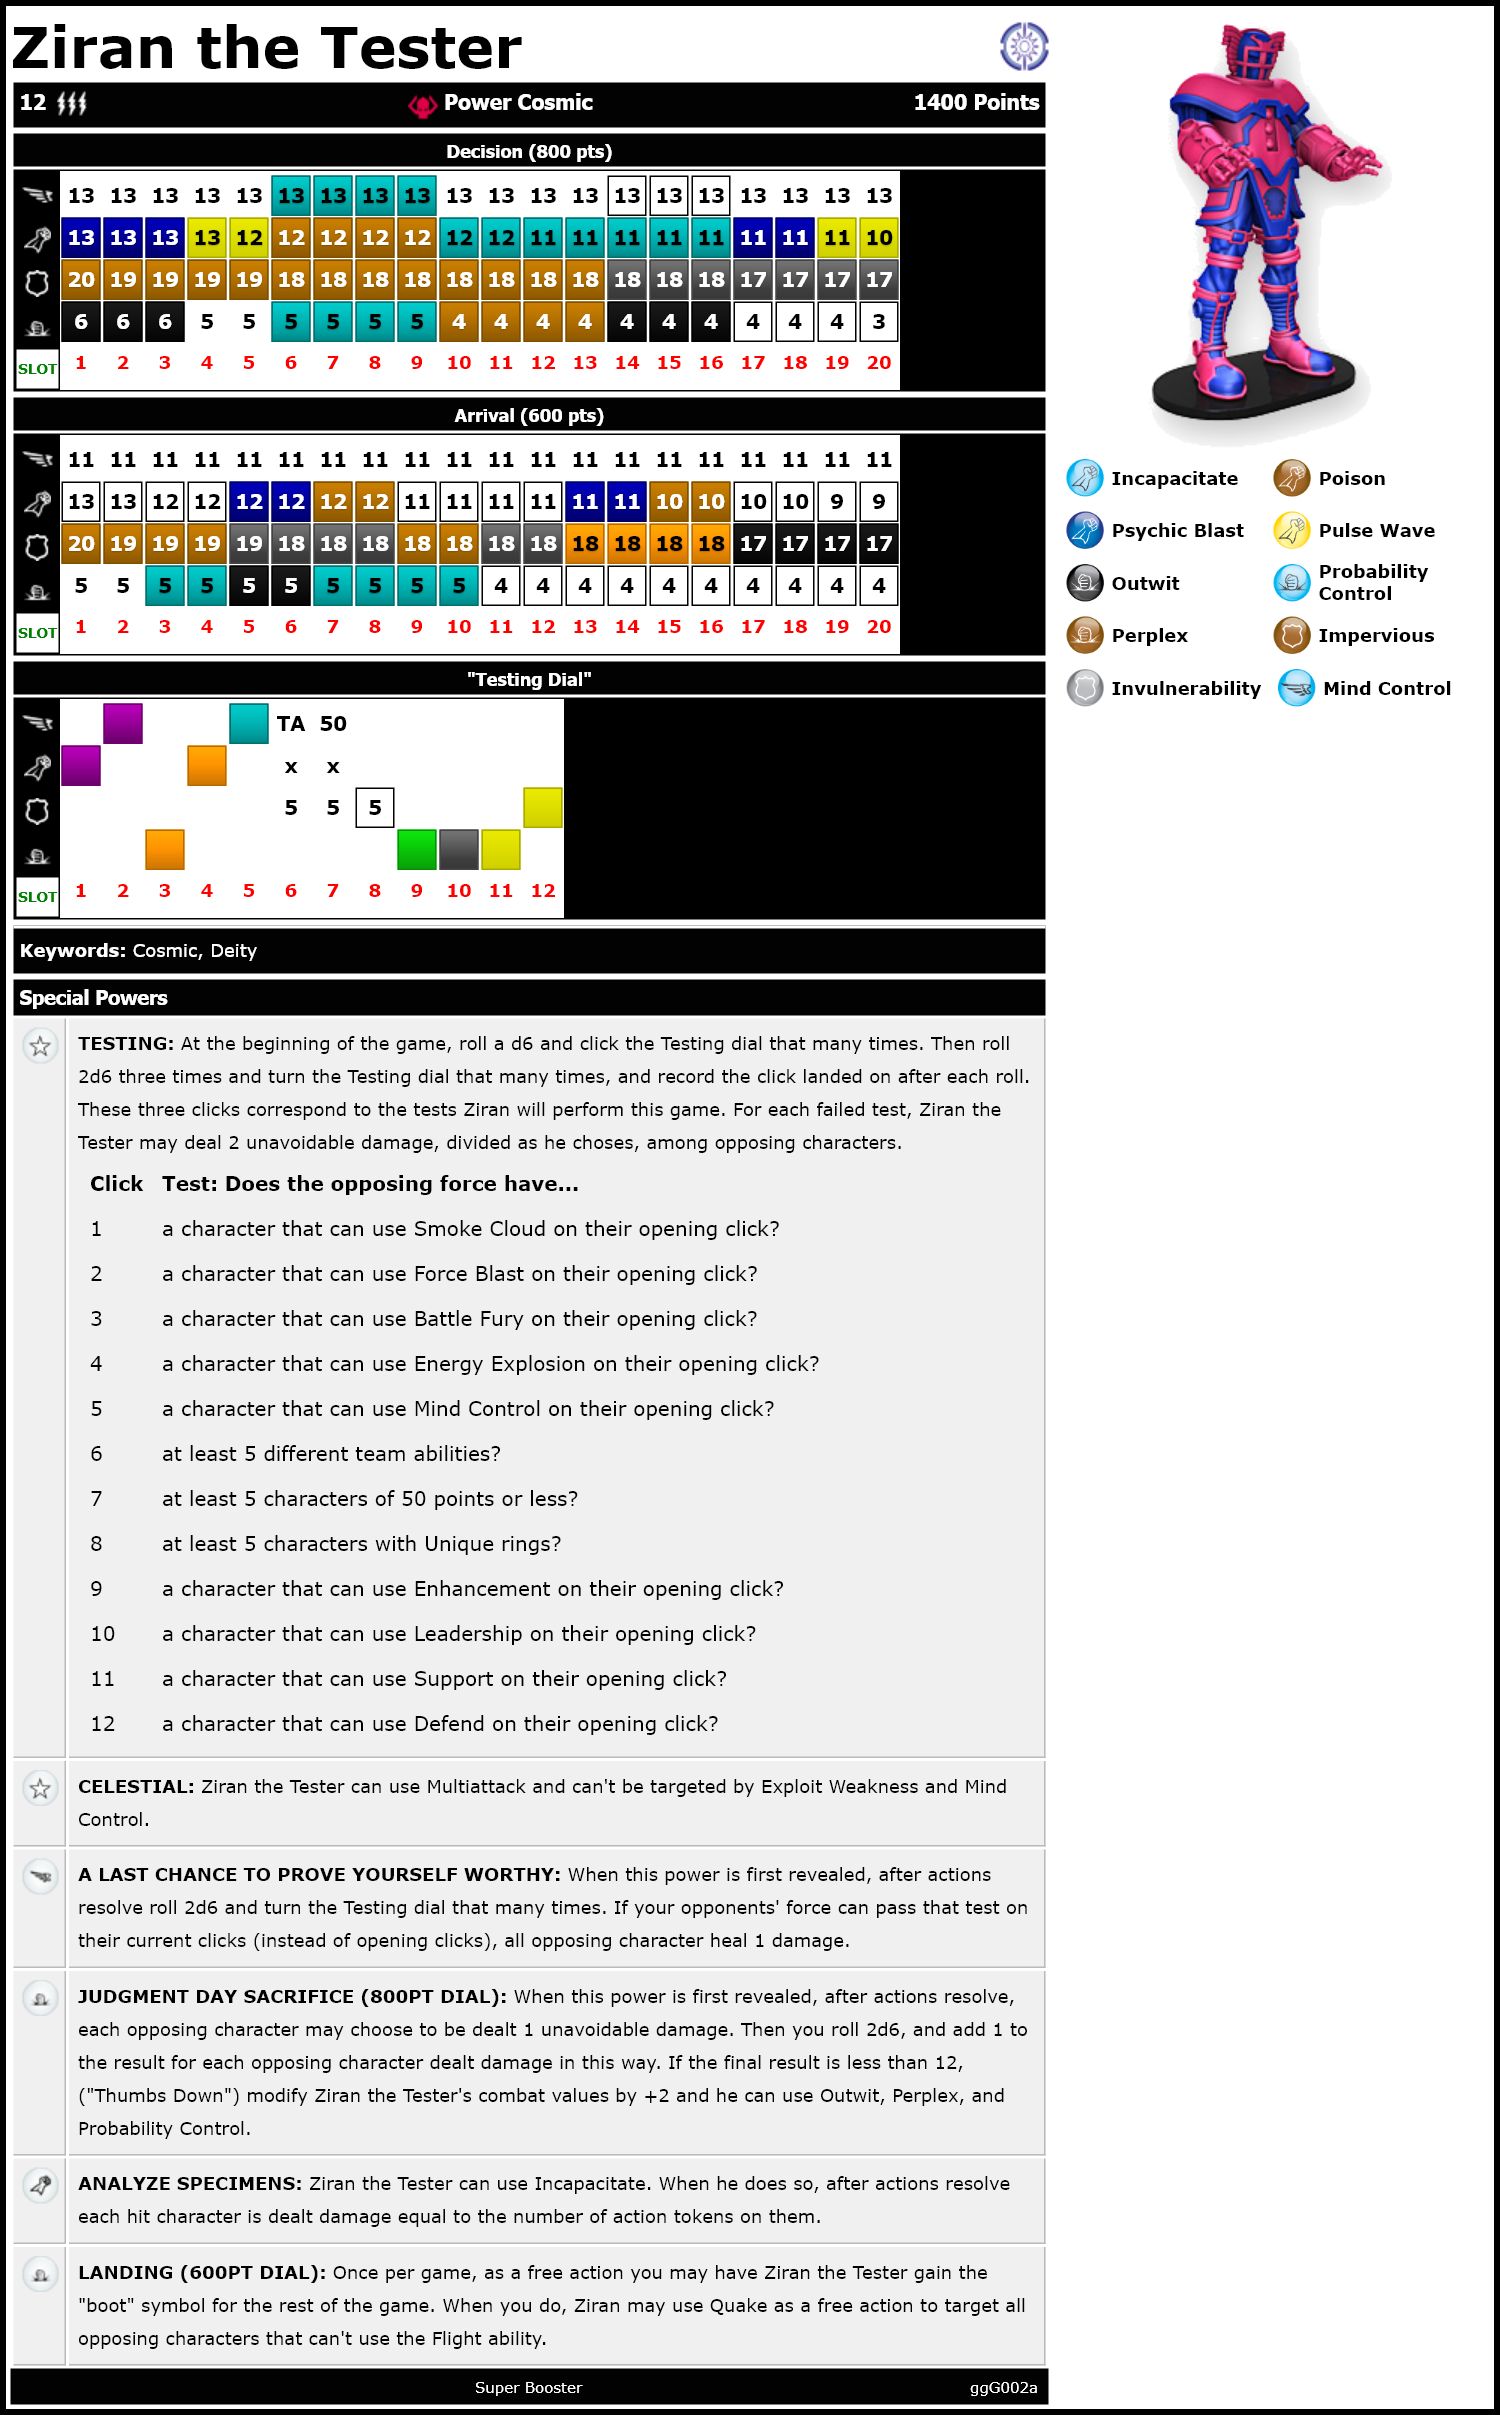 Ziran the Tester
12 Power Cosmic 1400 Points
Decision (800 pts)
13 13 13 13 13 13 13 13 13 13 13 13 13 13 13 13 13 13 13 13
13 13 13 13 12 12 12 12 12 12 12 11 11 11 11 11 11 11 11 10
20 19 19 19 19 18 18 18 18 18 18 18 18 18 18 18 17 17 17 17
6 6 6 5 5 5 5 5 5 4 4 4 4 4 4 4 4 4 4 3
SLOT 1 2 3 4 5 6 7 8 9 10 11 12 13 14 15 16 17 18 19 20
Arrival (600 pts)
11 11 11 11 11 11 11 11 11 11 11 11 11 11 11 11 11 11 11 11
13 13 12 12 12 12 12 12 11 11 11 11 11 11 10 10 10 10 9 9
20 19 19 19 19 18 18 18 18 18 18 18 18 18 18 18 17 17 17 17
5 5 5 5 5 5 5 5 5 5 4 4 4 4 4 4 4 4 4 4
SLOT 1 2 3 4 5 6 7 8 9 10 11 12 13 14 15 16 17 18 19 20
"Testing Dial"
TA 50
x x
5 5 5
SLOT 1 2 3 4 5 6 7 8 9 10 11 12
Keywords: Cosmic, Deity
Special Powers
TESTING: At the beginning of the game, roll a d6 and click the Testing dial that many times. Then roll
2d6 three times and turn the Testing dial that many times, and record the click landed on after each roll.
These three clicks correspond to the tests Ziran will perform this game. For each failed test, Ziran the
Tester may deal 2 unavoidable damage, divided as he choses, among opposing characters.
Click Test: Does the opposing force have...
1 a character that can use Smoke Cloud on their opening click?
2 a character that can use Force Blast on their opening click?
3 a character that can use Battle Fury on their opening click?
4 a character that can use Energy Explosion on their opening click?
5 a character that can use Mind Control on their opening click?
6 at least 5 different team abilities?
7 at least 5 characters of 50 points or less?
8 at least 5 characters with Unique rings?
9 a character that can use Enhancement on their opening click?
10 a character that can use Leadership on their opening click?
11 a character that can use Support on their opening click?
12 a character that can use Defend on their opening click?
CELESTIAL: Ziran the Tester can use Multiattack and can't be targeted by Exploit Weakness and Mind
Control.
A LAST CHANCE TO PROVE YOURSELF WORTHY: When this power is first revealed, after actions
resolve roll 2d6 and turn the Testing dial that many times. If your opponents' force can pass that test on
their current clicks (instead of opening clicks), all opposing character heal 1 damage.
JUDGMENT DAY SACRIFICE (800PT DIAL): When this power is first revealed, after actions resolve,
each opposing character may choose to be dealt 1 unavoidable damage. Then you roll 2d6, and add 1 to
the result for each opposing character dealt damage in this way. If the final result is less than 12,
("Thumbs Down") modify Ziran the Tester's combat values by +2 and he can use Outwit, Perplex, and
Probability Control.
ANALYZE SPECIMENS: Ziran the Tester can use Incapacitate. When he does so, after actions resolve
each hit character is dealt damage equal to the number of action tokens on them.
LANDING (600PT DIAL): Once per game, as a free action you may have Ziran the Tester gain the
"boot" symbol for the rest of the game. When you do, Ziran may use Quake as a free action to target all
opposing characters that can't use the Flight ability.
Super Booster ggG002a
Incapacitate Poison
Psychic Blast Pulse Wave
Outwit Probability
Control
Perplex Impervious
Invulnerability Mind Control